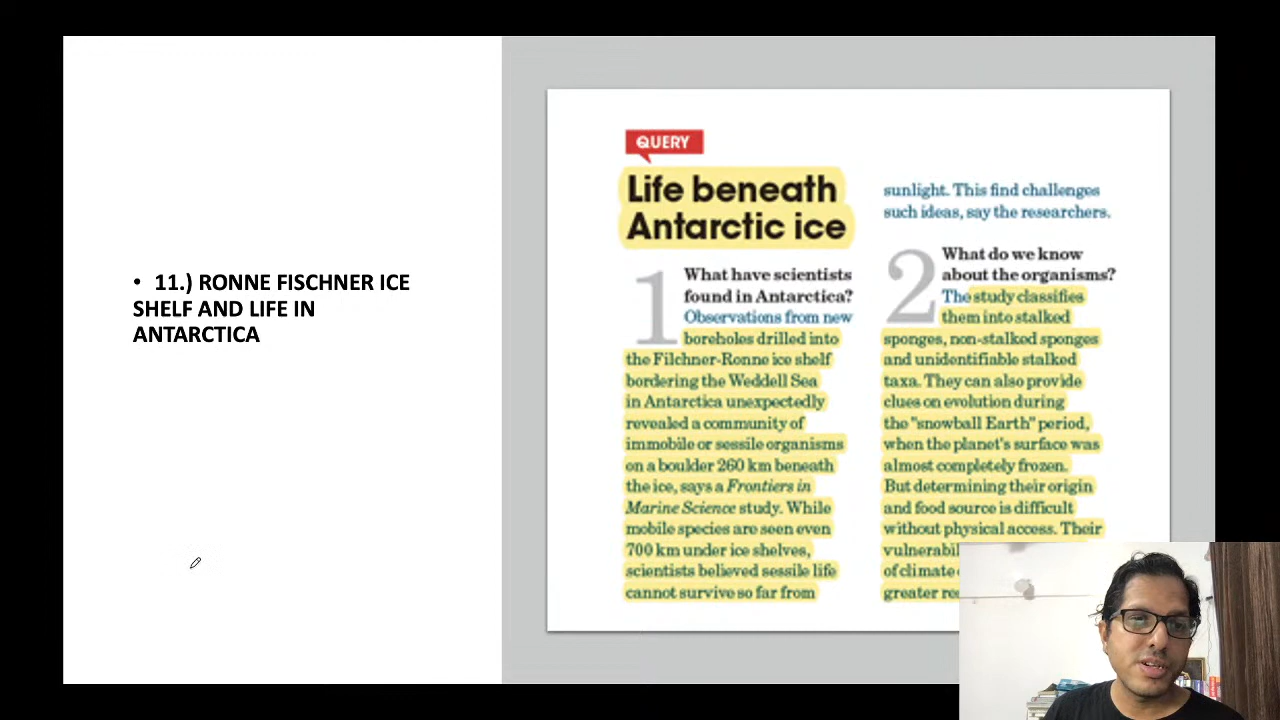 • 11.) RONNE FISCHNER ICE
SHELF AND LIFE IN
ANTARCTICA
QUERY
Life beneath
Antarctic ice
1
What have scientists
found in Antarctica?
Observations from new
boreholes drilled into
the Filchner-Ronne ice shelf
bordering the Weddell Sea
in Antarctica unexpectedly
revealed a community of
immobile or sessile organisms
on a boulder 260 km beneath
the ice, says a Frontiers in
Marine Science study. While
mobile species are seen even
700 km under ice shelves,
scientists believed sessile life
cannot survive so far from
sunlight. This find challenges
such ideas, say the researchers.
2
What do we know
about the organisms?
The study classifies
them into stalked
sponges, non-stalked sponges
and unidentifiable stalked
taxa. They can also provide
clues on evolution during
the "snowball Earth" period,
when the planet's surface was
almost completely frozen.
But determining their origin
and food source is difficult
without physical access. Their
of climate
greater